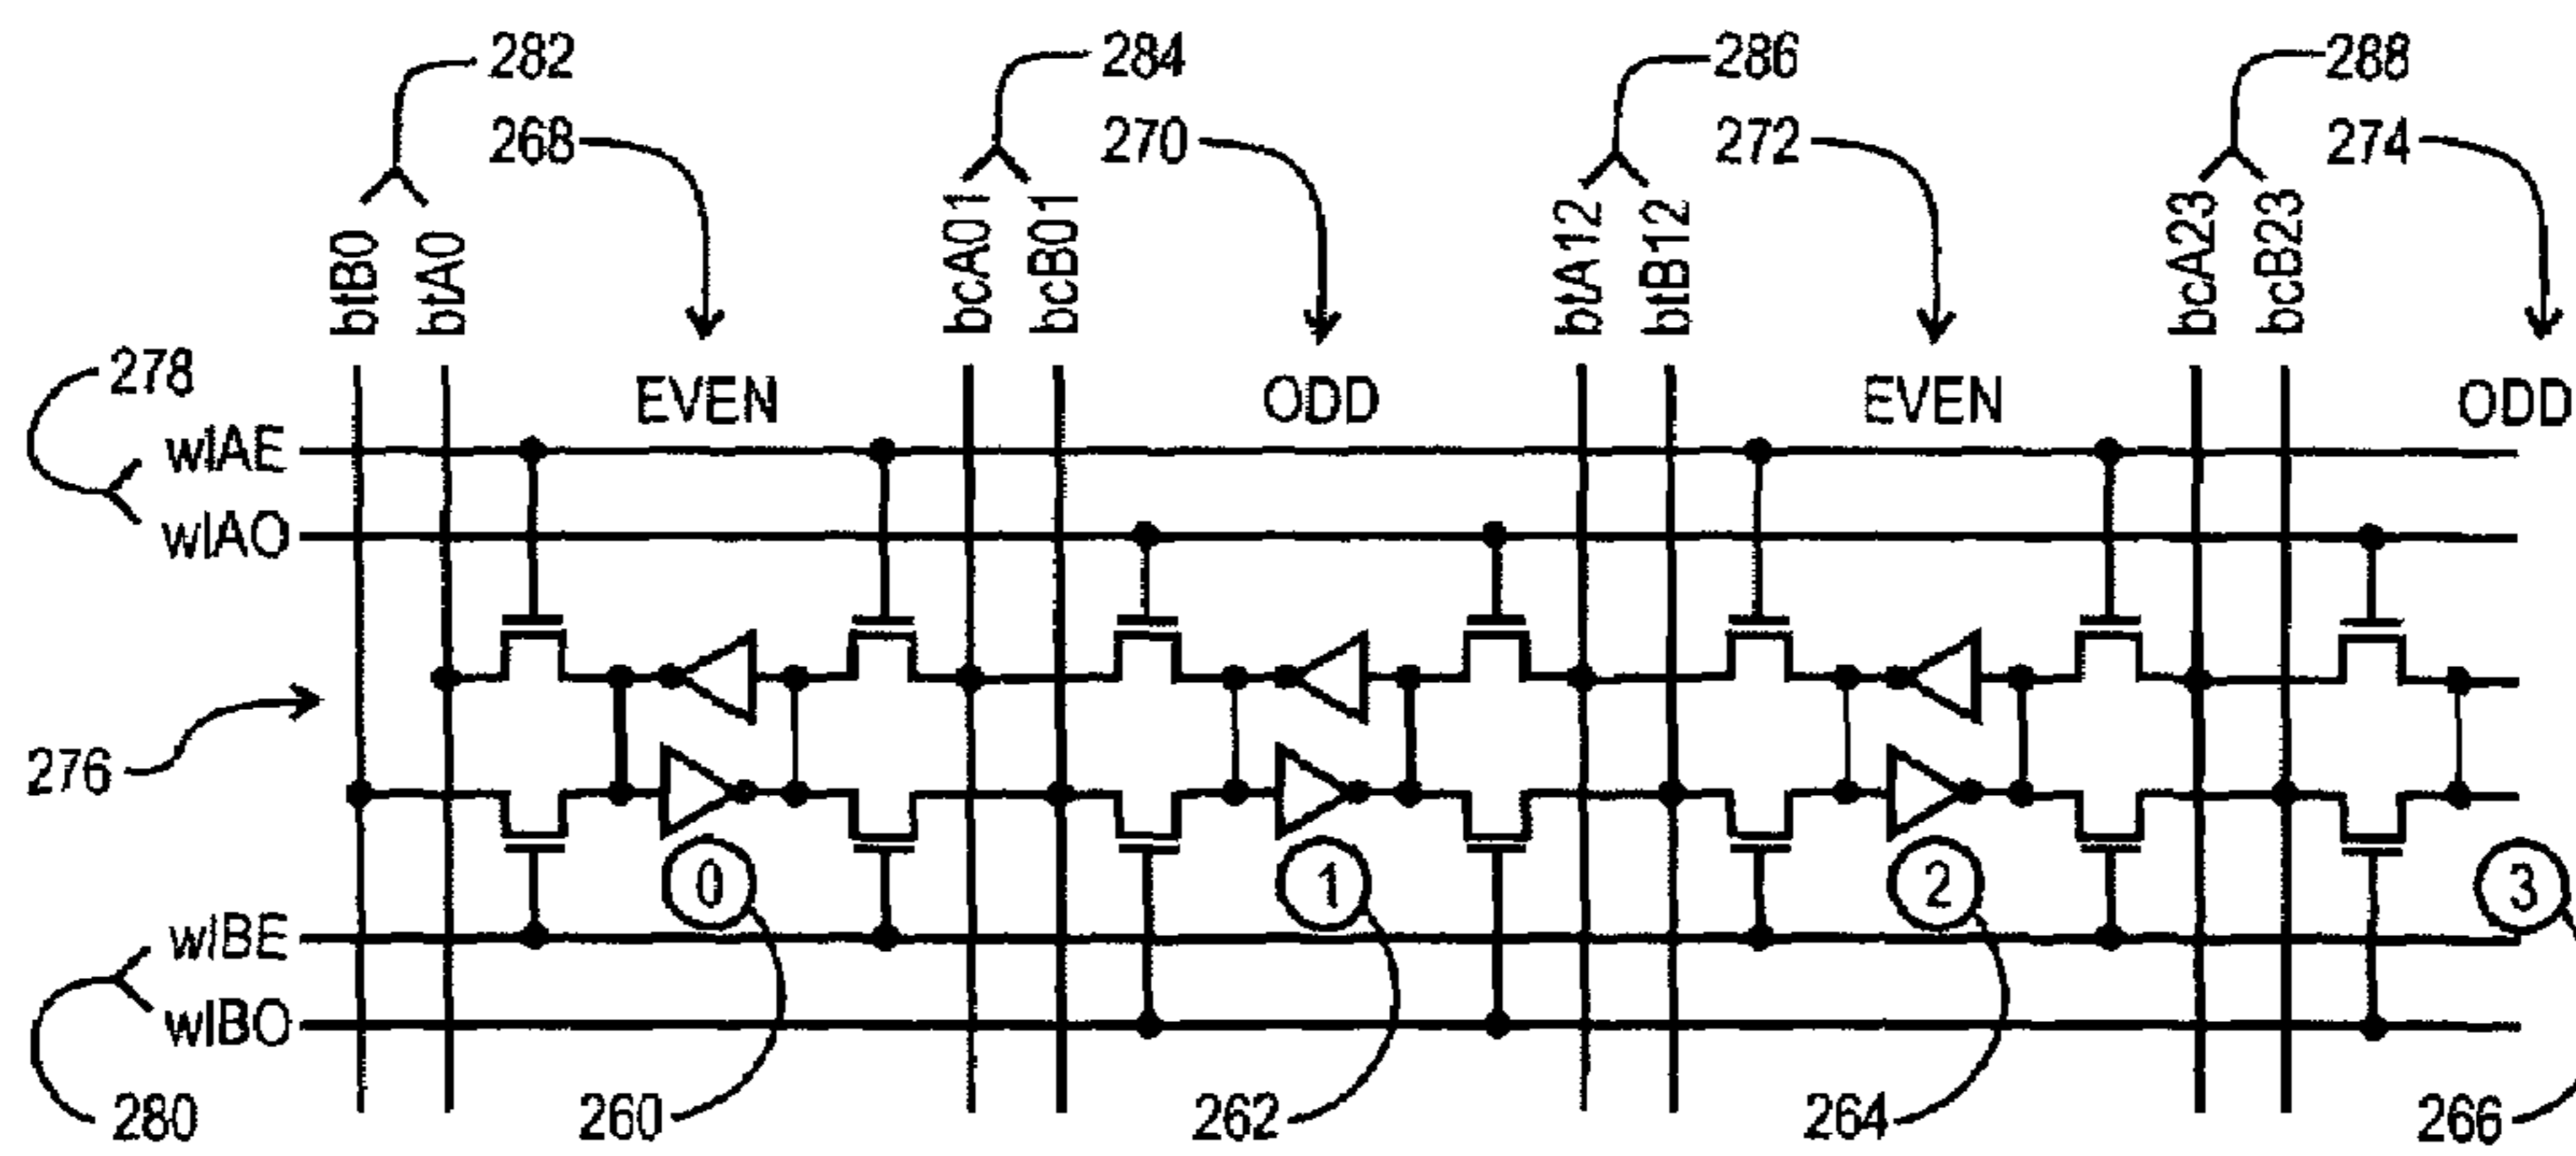 282 284 286 288
268 270 272 274
btB0 btA0 bcA01 bcB01 btA12 btB12 bcA23 bcB23
278 EVEN ODD EVEN ODD
wlAE
wlAO
276
0 1 2 3
wlBE
wlBO
280 260 262 264 266